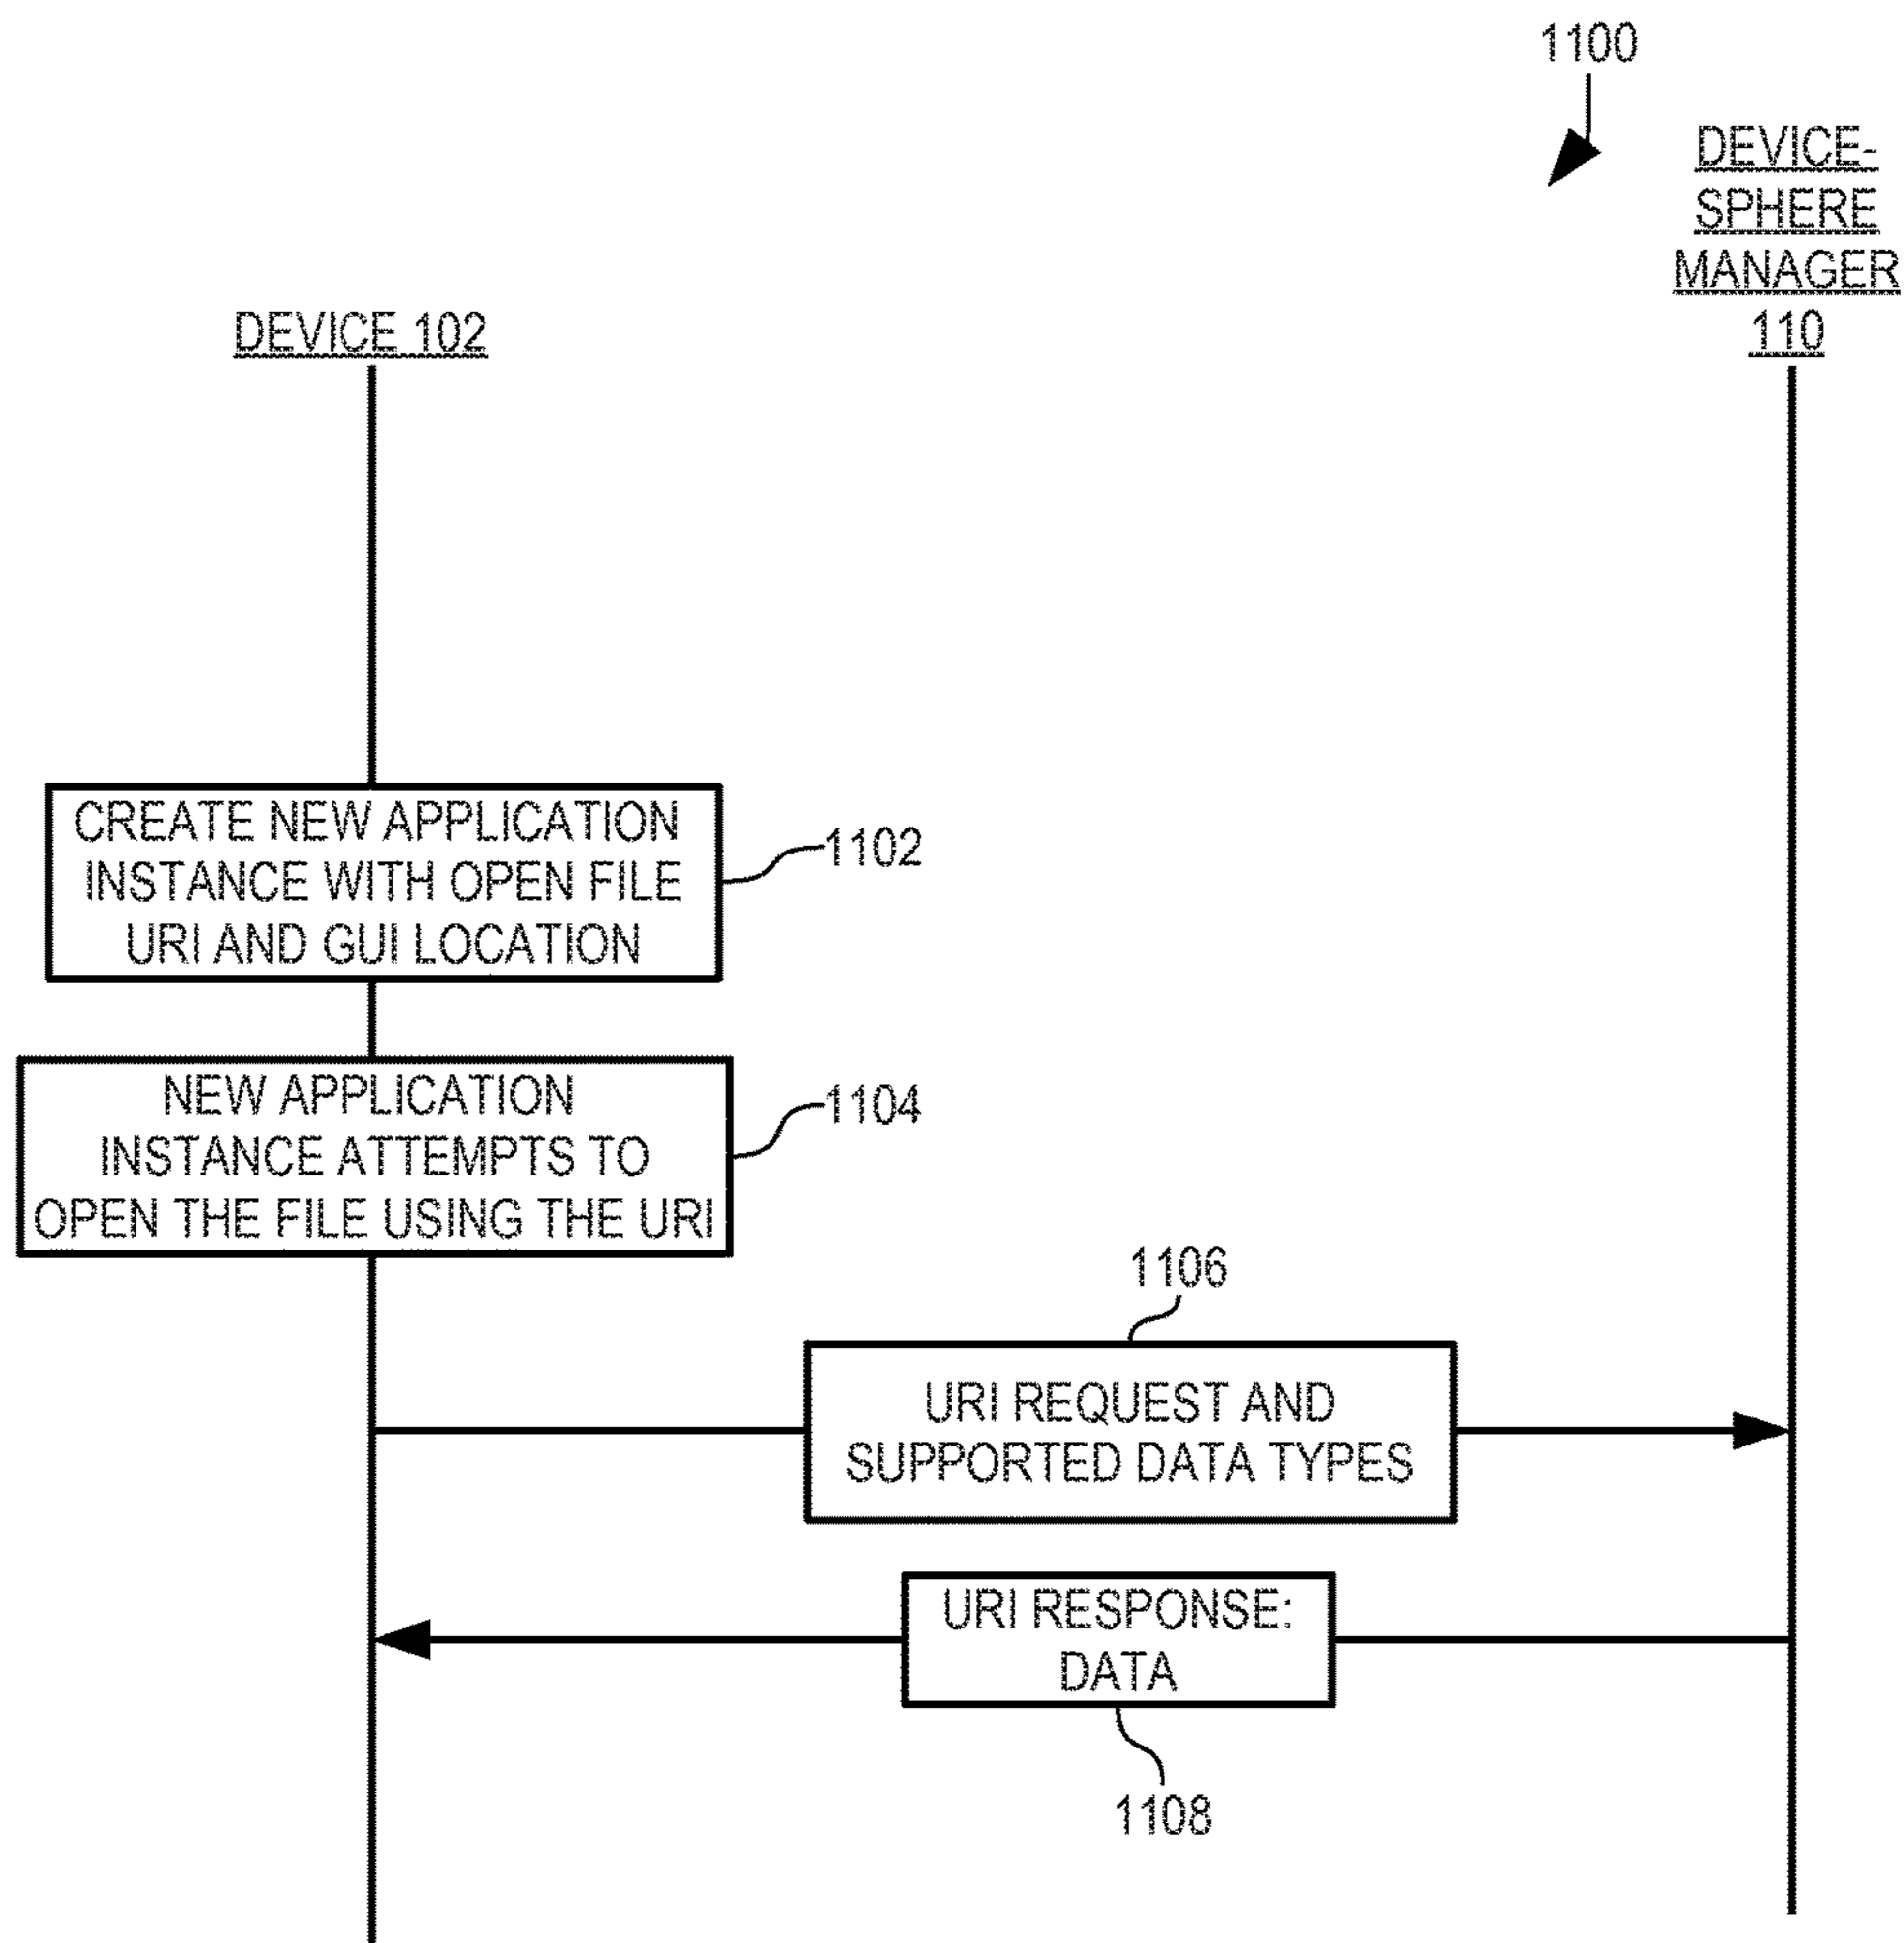 1100
DEVICE-
SPHERE
MANAGER
110
DEVICE 102
CREATE NEW APPLICATION
INSTANCE WITH OPEN FILE
URI AND GUI LOCATION
1102
NEW APPLICATION
INSTANCE ATTEMPTS TO
OPEN THE FILE USING THE URI
1104
1106
URI REQUEST AND
SUPPORTED DATA TYPES
URI RESPONSE:
DATA
1108